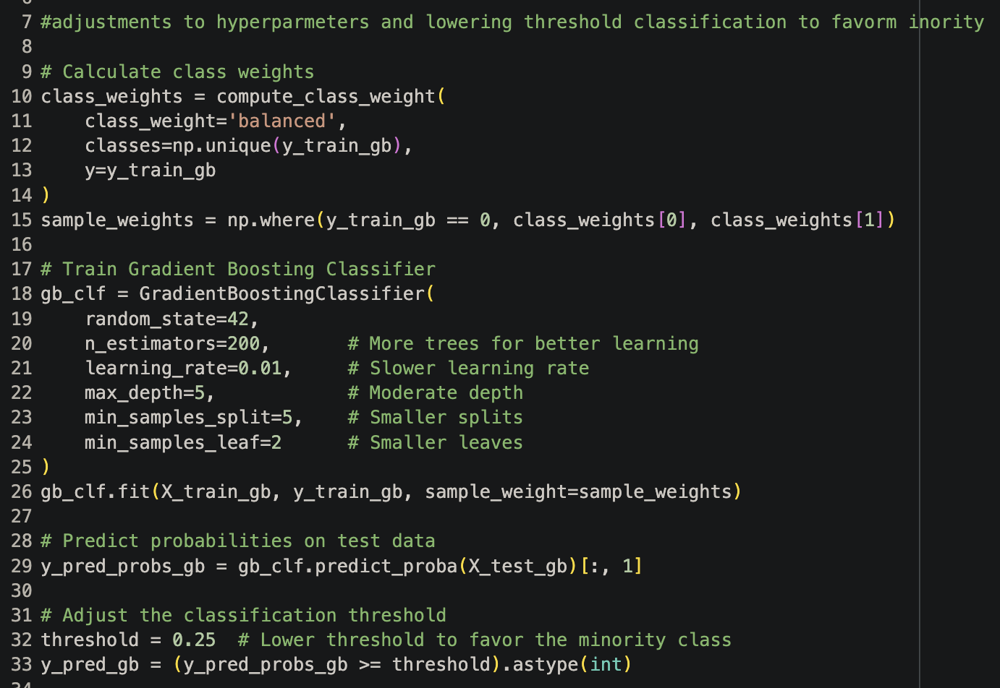 7 #adjustments to hyperparmeters and lowering threshold classification to favorm inority
8
9 # Calculate class weights
10 class_weights = compute_class_weight(
11     class_weight='balanced',
12     classes=np.unique(y_train_gb),
13     y=y_train_gb
14 )
15 sample_weights = np.where(y_train_gb == 0, class_weights[0], class_weights[1])
16
17 # Train Gradient Boosting Classifier
18 gb_clf = GradientBoostingClassifier(
19     random_state=42,
20     n_estimators=200,       # More trees for better learning
21     learning_rate=0.01,     # Slower learning rate
22     max_depth=5,            # Moderate depth
23     min_samples_split=5,    # Smaller splits
24     min_samples_leaf=2      # Smaller leaves
25 )
26 gb_clf.fit(X_train_gb, y_train_gb, sample_weight=sample_weights)
27
28 # Predict probabilities on test data
29 y_pred_probs_gb = gb_clf.predict_proba(X_test_gb)[:, 1]
30
31 # Adjust the classification threshold
32 threshold = 0.25  # Lower threshold to favor the minority class
33 y_pred_gb = (y_pred_probs_gb >= threshold).astype(int)